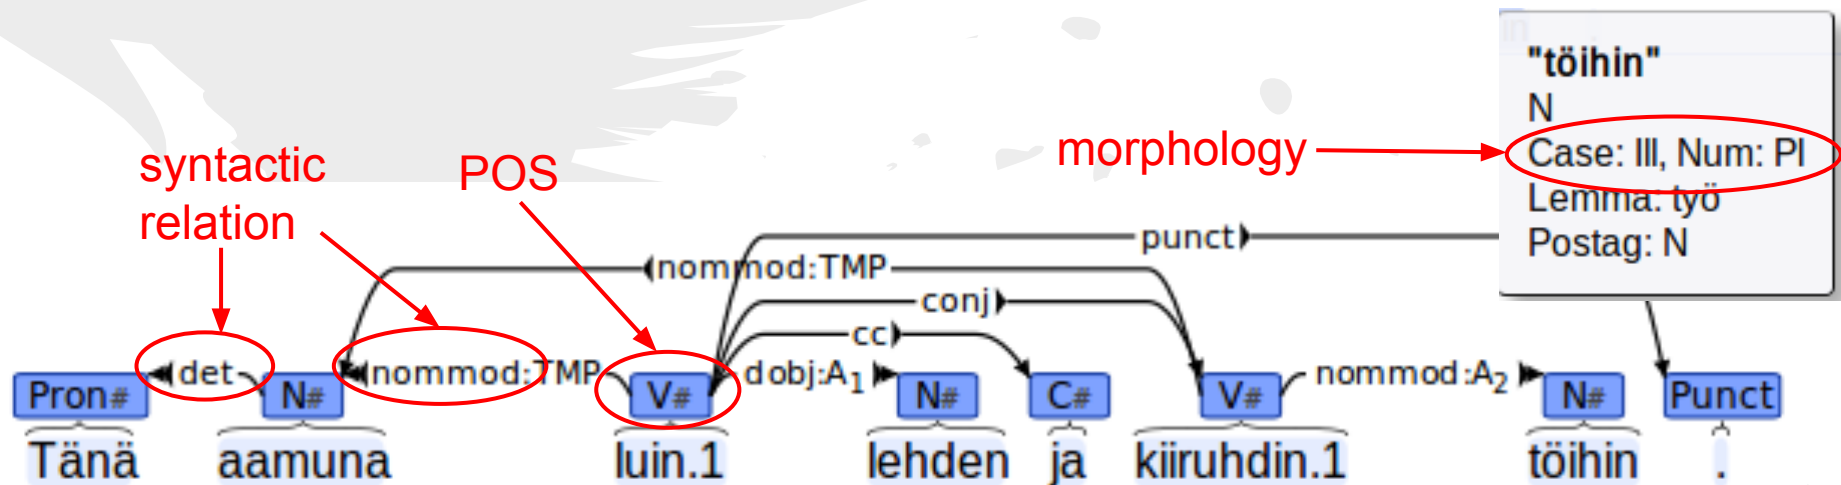 "töihin"
N
Case: Ill, Num: Pl
Lemma: työ
Postag: N
morphology
syntactic
relation
POS
punct
nommod:TMP
conj
cc
det nommod:TMP dobj:A1 nommod:A2
Pron# N# V# N# C# V# N# Punct
Tänä aamuna luin.1 lehden ja kiiruhdin.1 töihin .